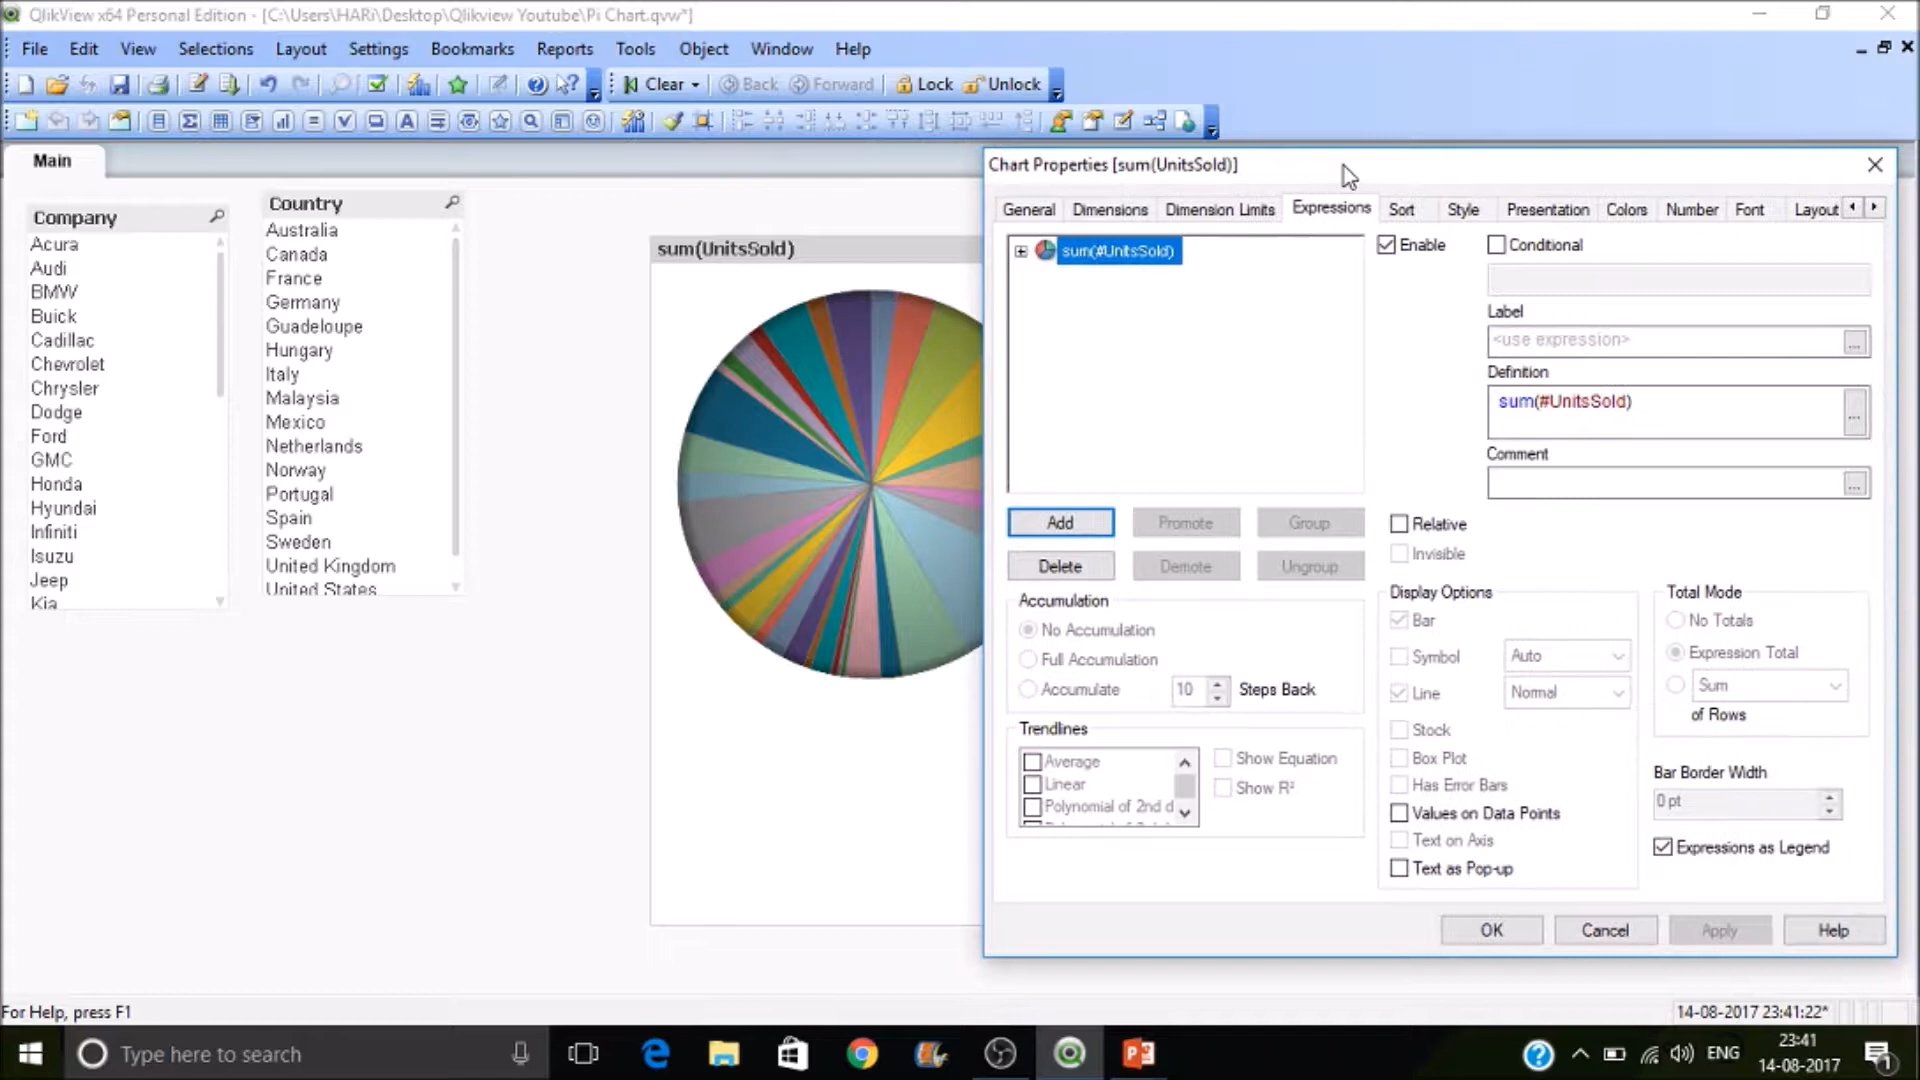 QlikView x64 Personal Edition - [C:\Users\HARi\Desktop\Qlikview Youtube\Pi Chart.qvw*]
File Edit View Selections Layout Settings Bookmarks Reports Tools Object Window Help
Clear Back Forward Lock Unlock
Main
Company
Acura
Audi
BMW
Buick
Cadillac
Chevrolet
Chrysler
Dodge
Ford
GMC
Honda
Hyundai
Infiniti
Isuzu
Jeep
Kia
Country
Australia
Canada
France
Germany
Guadeloupe
Hungary
Italy
Malaysia
Mexico
Netherlands
Norway
Portugal
Spain
Sweden
United Kingdom
United States
sum(UnitsSold)
Chart Properties [sum(UnitsSold)]
General Dimensions Dimension Limits Expressions Sort Style Presentation Colors Number Font Layout
sum(#UnitsSold)
Enable
Conditional
Label
<use expression>
...
Definition
sum(#UnitsSold)
...
Comment
...
Add Promote Group
Delete Demote Ungroup
Relative
Invisible
Accumulation
No Accumulation
Full Accumulation
Accumulate 10 Steps Back
Trendlines
Average
Linear
Polynomial of 2nd d
Show Equation
Show R²
Display Options
Bar
Symbol Auto
Line Normal
Stock
Box Plot
Has Error Bars
Values on Data Points
Text on Axis
Text as Pop-up
Total Mode
No Totals
Expression Total
Sum
of Rows
Bar Border Width
0 pt
Expressions as Legend
OK Cancel Apply Help
For Help, press F1
14-08-2017 23:41:22*
Type here to search
ENG
23:41
14-08-2017
1